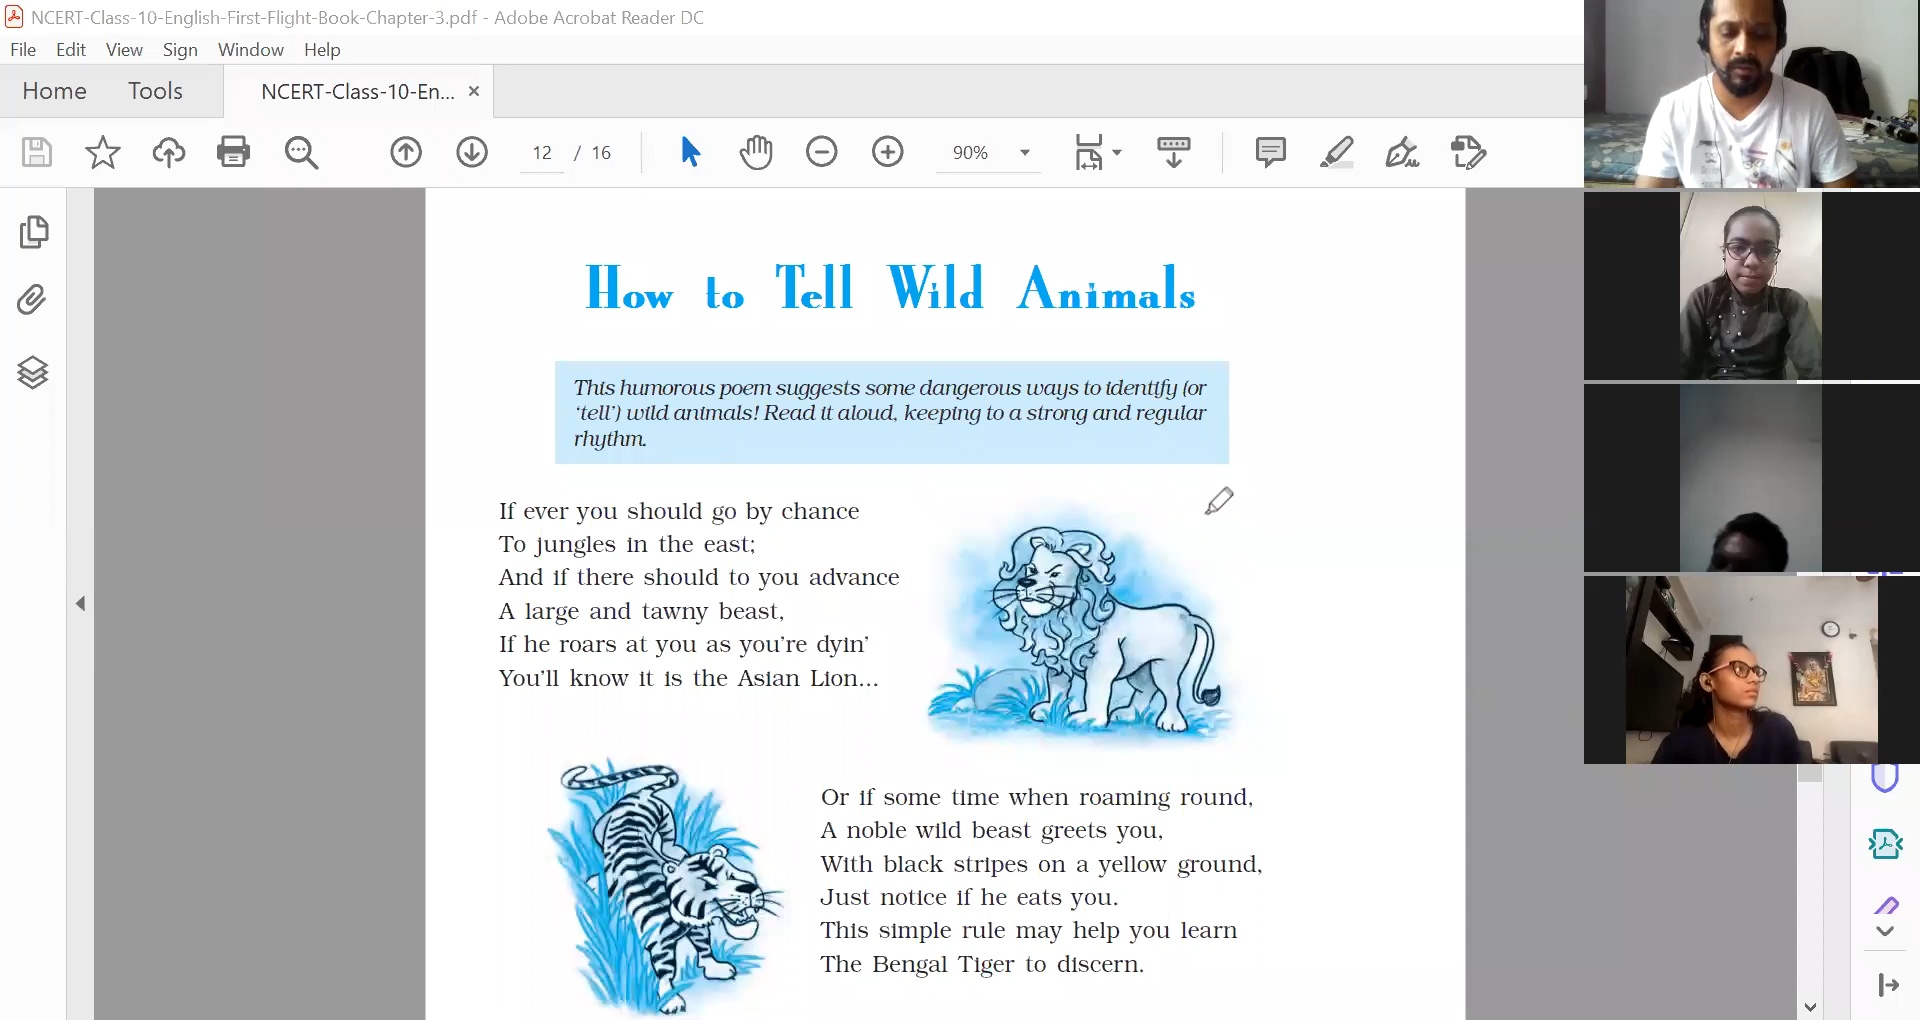 NCERT-Class-10-English-First-Flight-Book-Chapter-3.pdf - Adobe Acrobat Reader DC
File Edit View Sign Window Help
Home Tools NCERT-Class-10-En... ×
12 / 16 90%
How to Tell Wild Animals
This humorous poem suggests some dangerous ways to identify (or
‘tell’) wild animals! Read it aloud, keeping to a strong and regular
rhythm.
If ever you should go by chance
To jungles in the east;
And if there should to you advance
A large and tawny beast,
If he roars at you as you’re dyin’
You’ll know it is the Asian Lion...
Or if some time when roaming round,
A noble wild beast greets you,
With black stripes on a yellow ground,
Just notice if he eats you.
This simple rule may help you learn
The Bengal Tiger to discern.